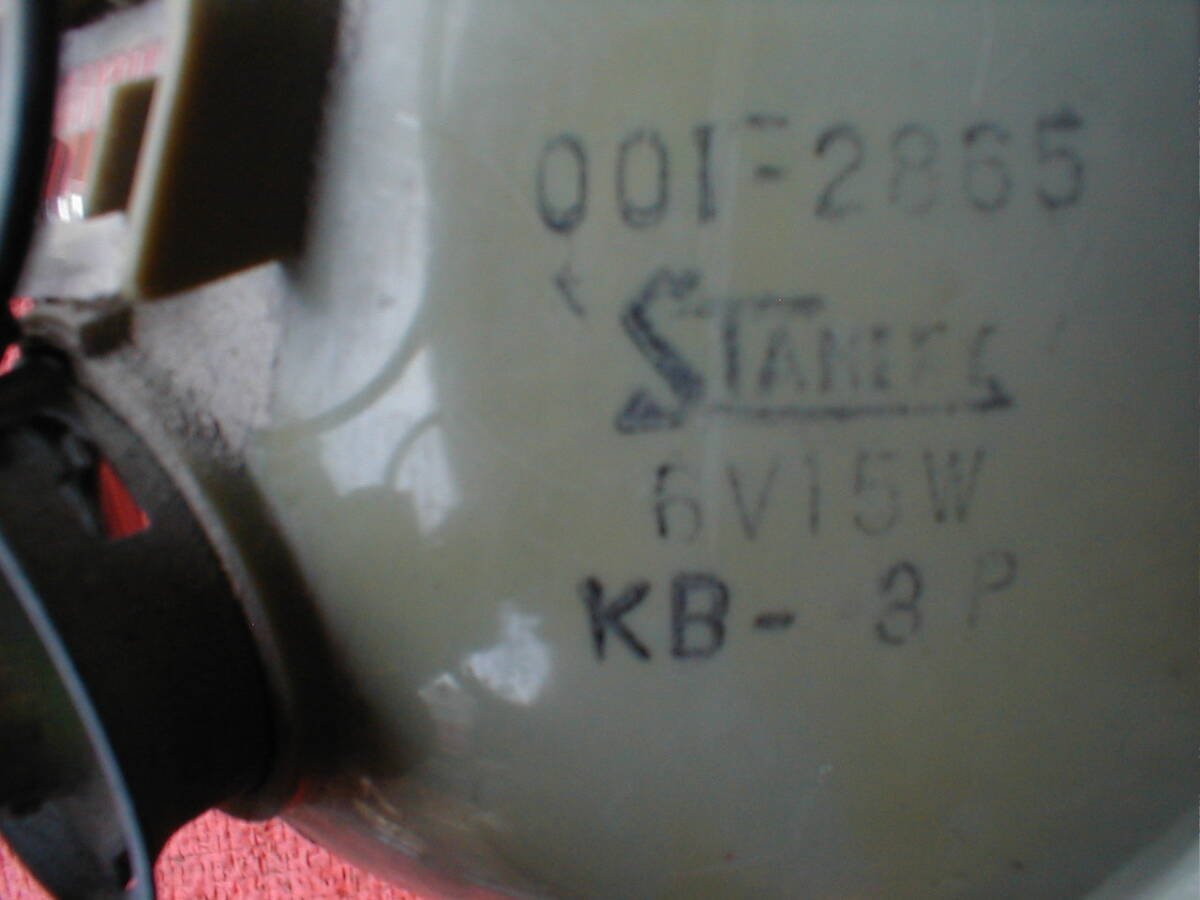 001-2865
STANLEY
6V15W
KB- 3P